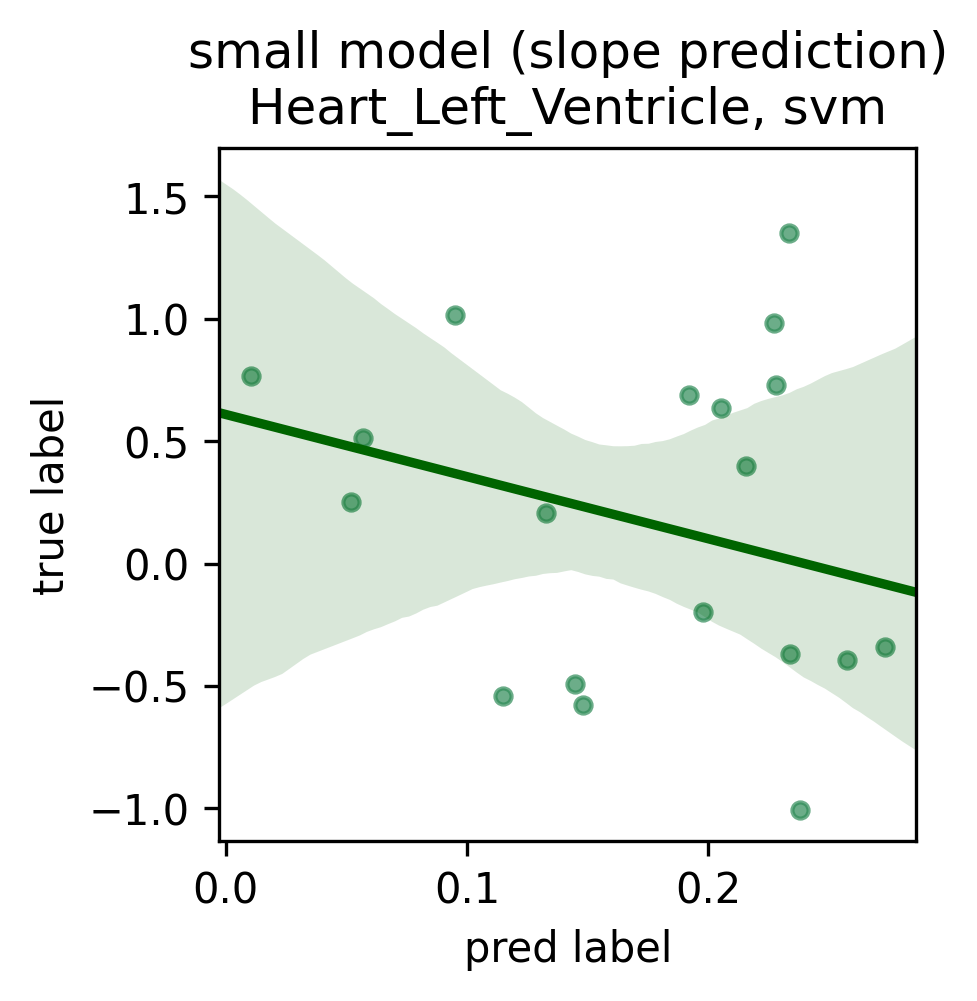 small model (slope prediction)
Heart_Left_Ventricle, svm
1.5
1.0
0.5
0.0
−0.5
−1.0
true label
0.0 0.1 0.2
pred label